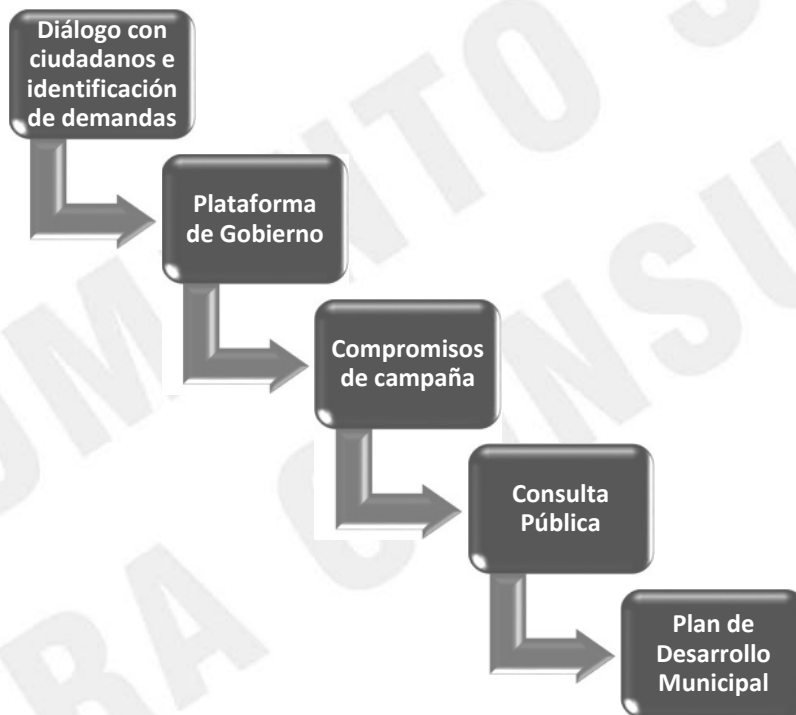 Diálogo con
ciudadanos e
identificación
de demandas
Plataforma
de Gobierno
Compromisos
de campaña
Consulta
Pública
Plan de
Desarrollo
Municipal